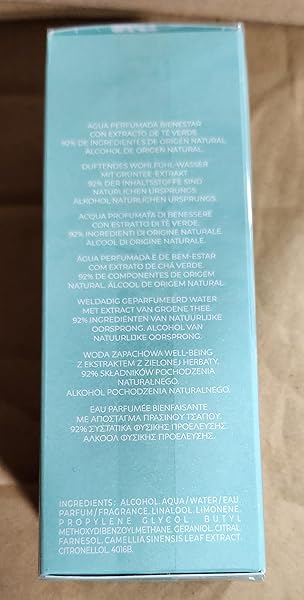 AGUA PERFUMADA BIENESTAR
CON EXTRACTO DE TÉ VERDE.
92% DE INGREDIENTES DE ORIGEN NATURAL.
ALCOHOL DE ORIGEN NATURAL.
DUFTENDES WOHLFÜHL-WASSER
MIT GRÜNTEE-EXTRAKT.
92% DER INHALTSSTOFFE SIND
NATÜRLICHEN URSPRUNGS.
ALKOHOL NATÜRLICHEN URSPRUNGS.
ACQUA PROFUMATA DI BENESSERE
CON ESTRATTO DI TÈ VERDE.
92% INGREDIENTI DI ORIGINE NATURALE.
ALCOOL DI ORIGINE NATURALE.
ÁGUA PERFUMADA E DE BEM-ESTAR
COM EXTRATO DE CHÁ VERDE.
92% DE COMPONENTES DE ORIGEM
NATURAL. ÁLCOOL DE ORIGEM NATURAL.
WELDADIG GEPARFUMEERD WATER
MET EXTRACT VAN GROENE THEE.
92% INGREDIËNTEN VAN NATUURLIJKE
OORSPRONG. ALCOHOL VAN
NATUURLIJKE OORSPRONG.
WODA ZAPACHOWA WELL-BEING
Z EKSTRAKTEM Z ZIELONEJ HERBATY.
92% SKŁADNIKÓW POCHODZENIA
NATURALNEGO.
ALKOHOL POCHODZENIA NATURALNEGO.
EAU PARFUMÉE BIENFAISANTE
ΜΕ ΑΠΟΣΤΑΓΜΑ ΠΡΑΣΙΝΟΥ ΤΣΑΓΙΟΥ.
92% ΣΥΣΤΑΤΙΚΑ ΦΥΣΙΚΗΣ ΠΡΟΕΛΕΥΣΗΣ.
ΑΛΚΟΟΛ ΦΥΣΙΚΗΣ ΠΡΟΕΛΕΥΣΗΣ.
INGREDIENTS: ALCOHOL, AQUA/WATER/EAU,
PARFUM/FRAGRANCE, LINALOOL, LIMONENE,
PROPYLENE GLYCOL, BUTYL
METHOXYDIBENZOYLMETHANE, GERANIOL, CITRAL,
FARNESOL, CAMELLIA SINENSIS LEAF EXTRACT,
CITRONELLOL. 4016B.